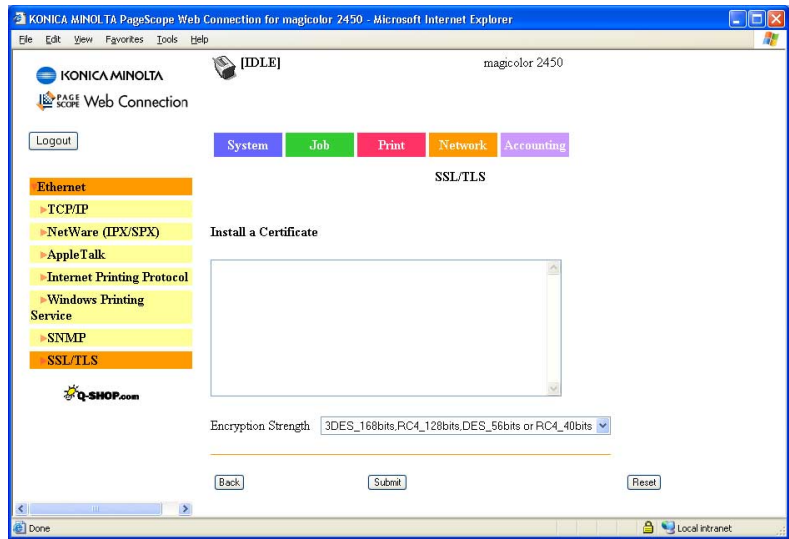 KONICA MINOLTA PageScope Web Connection for magicolor 2450 - Microsoft Internet Explorer
File Edit View Favorites Tools Help
KONICA MINOLTA
PAGE SCOPE Web Connection
[IDLE]
magicolor 2450
Logout
System Job Print Network Accounting
SSL/TLS
Ethernet
TCP/IP
NetWare (IPX/SPX)
AppleTalk
Internet Printing Protocol
Windows Printing
Service
SNMP
SSL/TLS
Q-SHOP.com
Install a Certificate
Encryption Strength 3DES_168bits,RC4_128bits,DES_56bits or RC4_40bits
Back Submit Reset
Done Local intranet